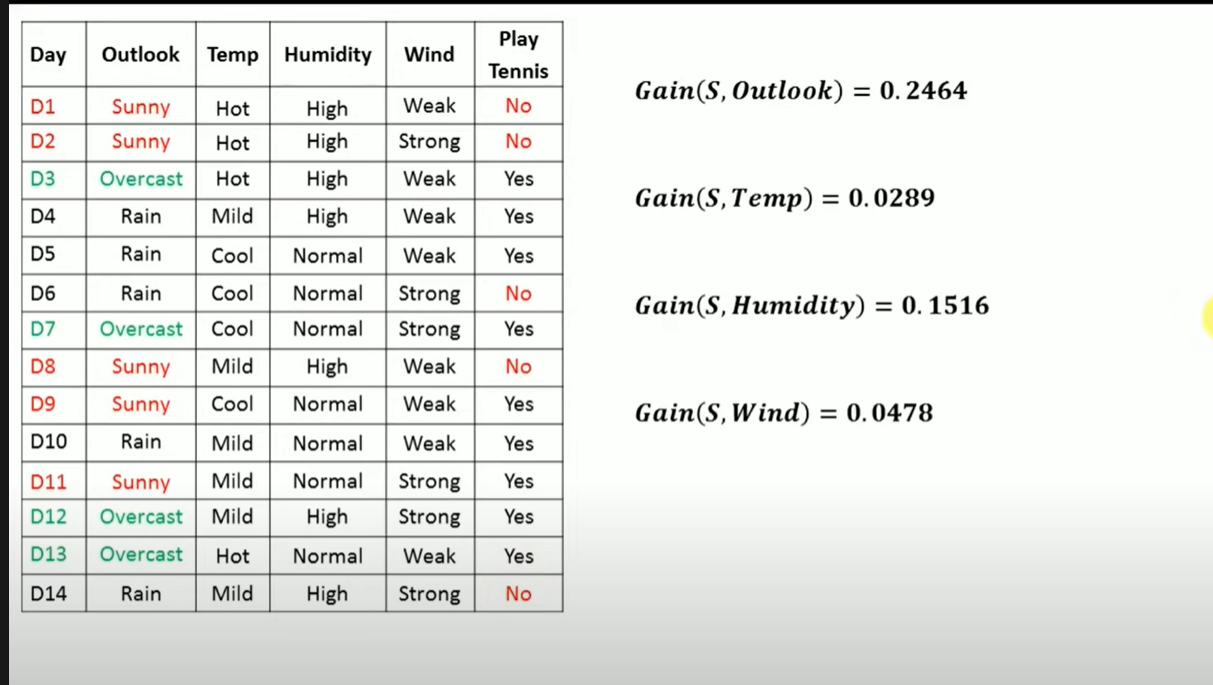 Day Outlook Temp Humidity Wind Play Tennis
D1 Sunny Hot High Weak No
D2 Sunny Hot High Strong No
D3 Overcast Hot High Weak Yes
D4 Rain Mild High Weak Yes
D5 Rain Cool Normal Weak Yes
D6 Rain Cool Normal Strong No
D7 Overcast Cool Normal Strong Yes
D8 Sunny Mild High Weak No
D9 Sunny Cool Normal Weak Yes
D10 Rain Mild Normal Weak Yes
D11 Sunny Mild Normal Strong Yes
D12 Overcast Mild High Strong Yes
D13 Overcast Hot Normal Weak Yes
D14 Rain Mild High Strong No
Gain(S, Outlook) = 0.2464
Gain(S, Temp) = 0.0289
Gain(S, Humidity) = 0.1516
Gain(S, Wind) = 0.0478